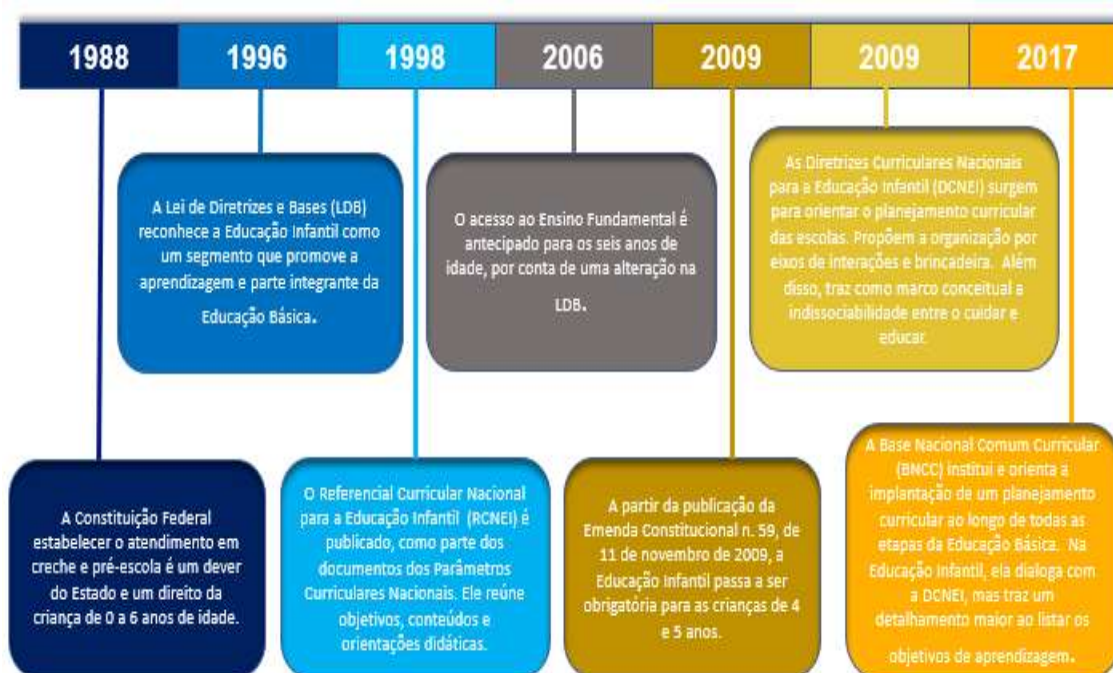 1988
1996
1998
2006
2009
2009
2017
A Lei de Diretrizes e Bases (LDB)
reconhece a Educação Infantil como
um segmento que promove a
aprendizagem e parte integrante da
Educação Básica.
O acesso ao Ensino Fundamental é
antecipado para os seis anos de
idade, por conta de uma alteração na
LDB.
As Diretrizes Curriculares Nacionais
para a Educação Infantil (DCNEI) surgem
para orientar o planejamento curricular
das escolas. Propõem a organização por
eixos de interações e brincadeira. Além
disso, traz como marco conceitual a
indissociabilidade entre o cuidar e
educar.
A Constituição Federal
estabelecer o atendimento em
creche e pré-escola é um dever
do Estado e um direito da
criança de 0 a 6 anos de idade.
O Referencial Curricular Nacional
para a Educação Infantil (RCNEI) é
publicado, como parte dos
documentos dos Parâmetros
Curriculares Nacionais. Ele reúne
objetivos, conteúdos e
orientações didáticas.
A partir da publicação da
Emenda Constitucional n. 59, de
11 de novembro de 2009, a
Educação Infantil passa a ser
obrigatória para as crianças de 4
e 5 anos.
A Base Nacional Comum Curricular
(BNCC) institui e orienta a
implantação de um planejamento
curricular ao longo de todas as
etapas da Educação Básica. Na
Educação Infantil, ela dialoga com
a DCNEI, mas traz um
detalhamento maior ao listar os
objetivos de aprendizagem.